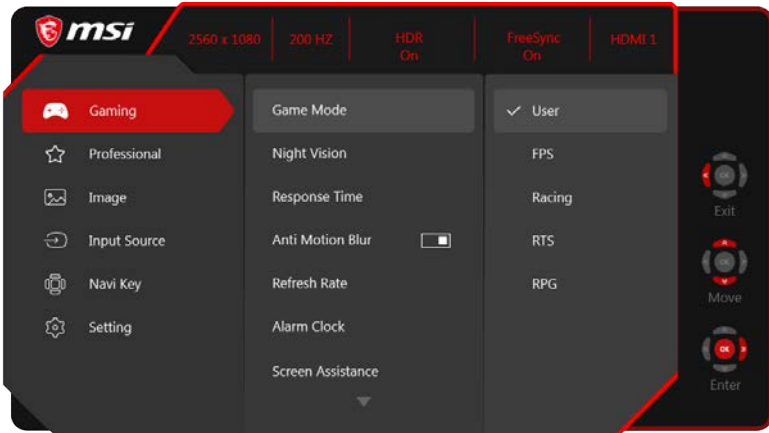 msi
2560 x 1080
200 HZ
HDR
On
FreeSync
On
HDMI 1
Gaming
Professional
Image
Input Source
Navi Key
Setting
Game Mode
Night Vision
Response Time
Anti Motion Blur
Refresh Rate
Alarm Clock
Screen Assistance
User
FPS
Racing
RTS
RPG
OK
Exit
OK
Move
OK
Enter